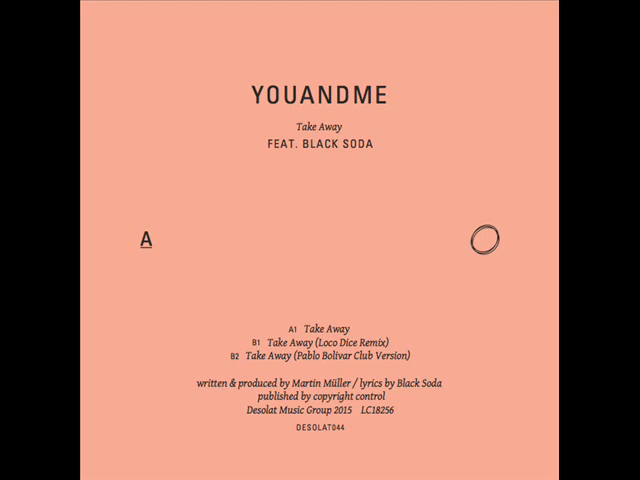 YOUANDME
Take Away
FEAT. BLACK SODA
A
A1 Take Away
B1 Take Away (Loco Dice Remix)
B2 Take Away (Pablo Bolivar Club Version)
written & produced by Martin Müller / lyrics by Black Soda
published by copyright control
Desolat Music Group 2015 LC18256
DESOLAT044